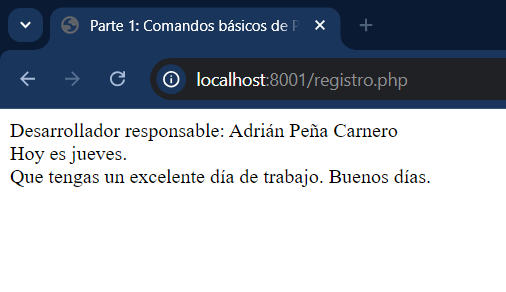 Parte 1: Comandos básicos de P
localhost:8001/registro.php
Desarrollador responsable: Adrián Peña Carnero
Hoy es jueves.
Que tengas un excelente día de trabajo. Buenos días.